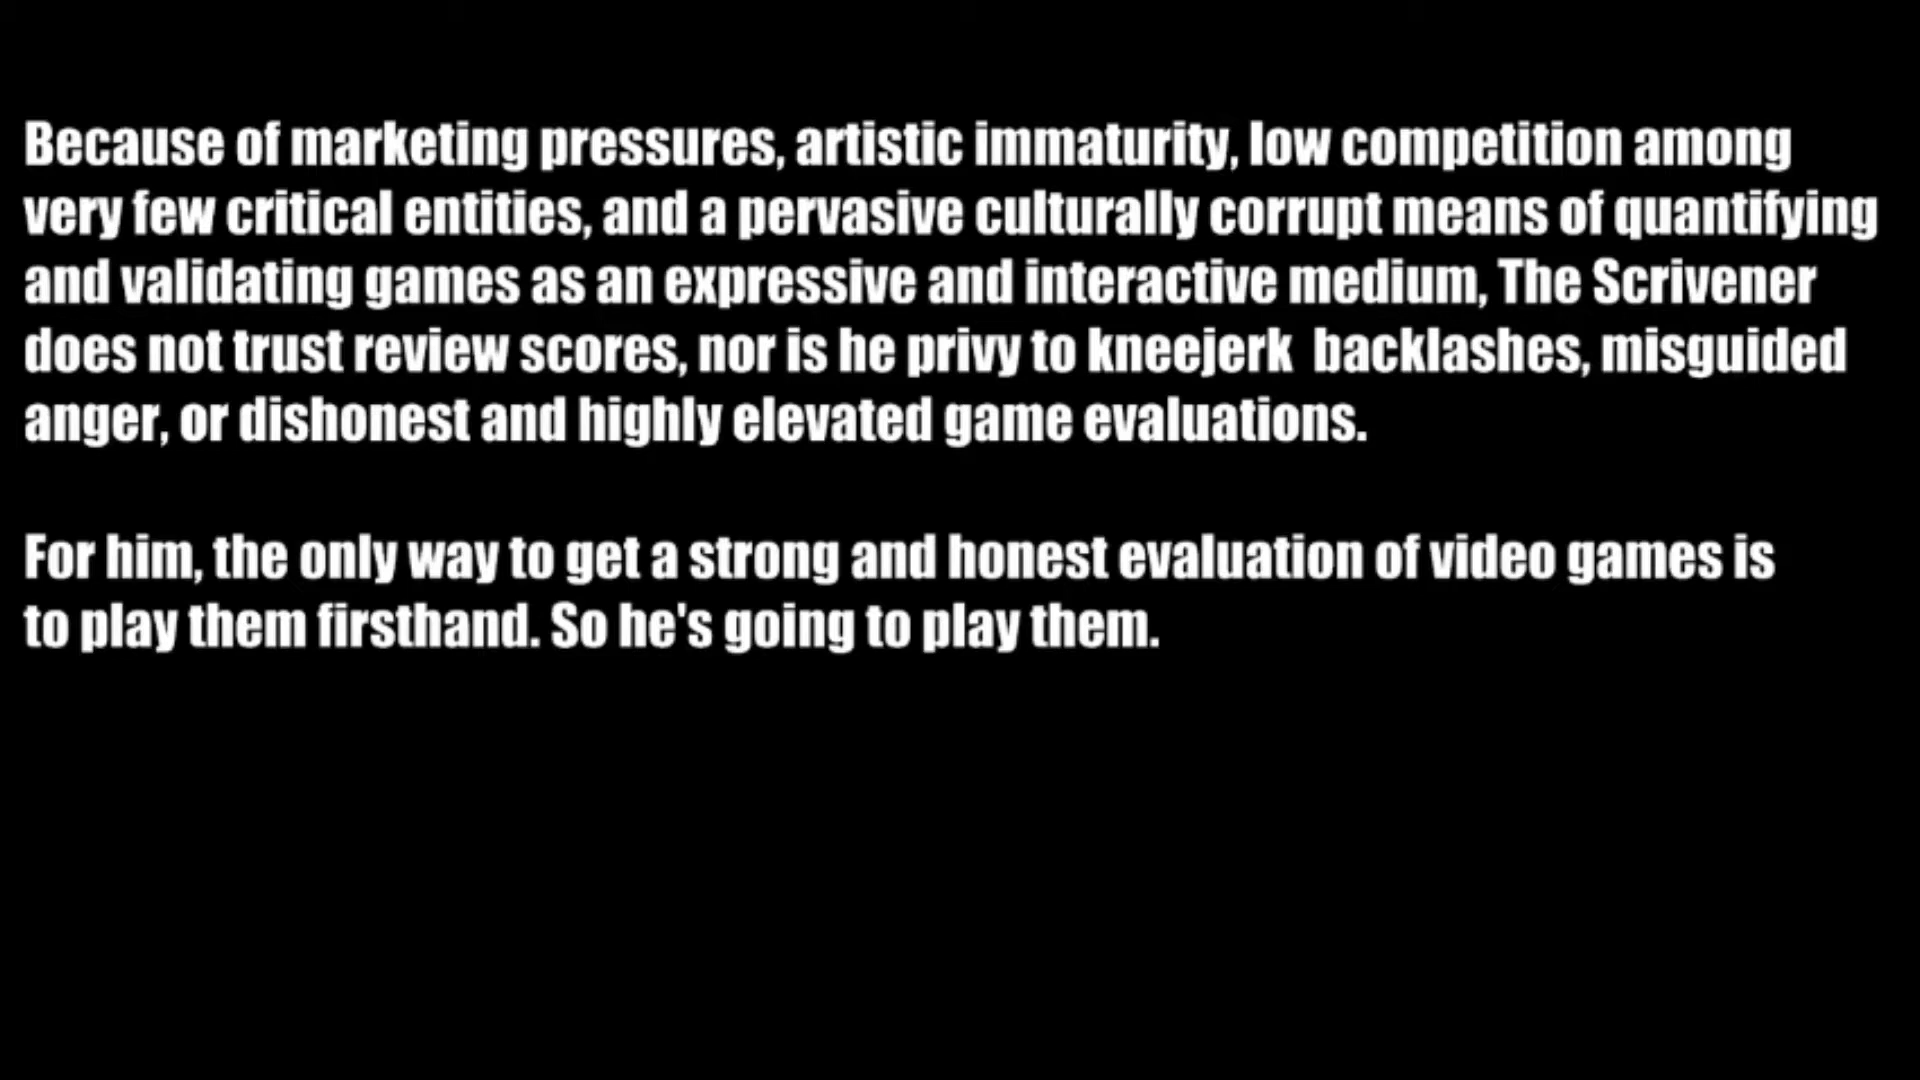 Because of marketing pressures, artistic immaturity, low competition among
very few critical entities, and a pervasive culturally corrupt means of quantifying
and validating games as an expressive and interactive medium, The Scrivener
does not trust review scores, nor is he privy to kneejerk  backlashes, misguided
anger, or dishonest and highly elevated game evaluations.
For him, the only way to get a strong and honest evaluation of video games is
to play them firsthand. So he's going to play them.